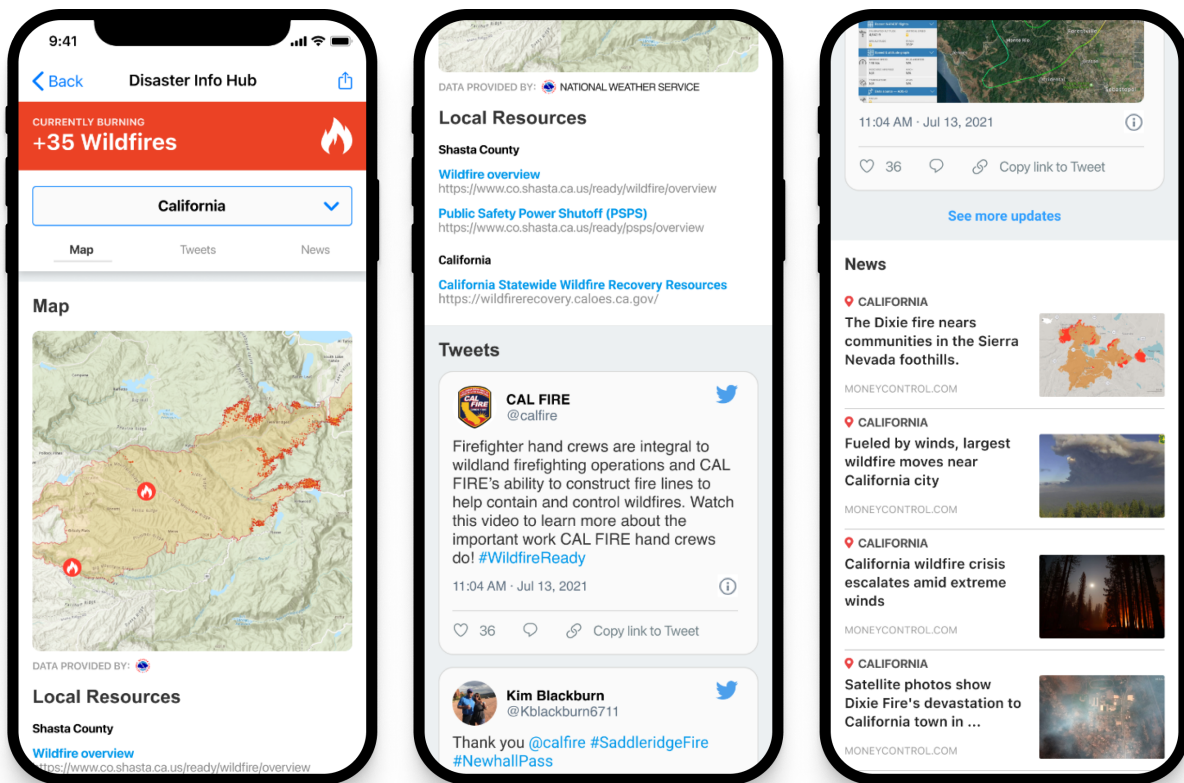 9:41
Back
Disaster Info Hub
CURRENTLY BURNING
+35 Wildfires
California
Map
Tweets
News
Map
DATA PROVIDED BY:
Local Resources
Shasta County
Wildfire overview
https://www.co.shasta.ca.us/ready/wildfire/overview
DATA PROVIDED BY: NATIONAL WEATHER SERVICE
Local Resources
Shasta County
Wildfire overview
https://www.co.shasta.ca.us/ready/wildfire/overview
Public Safety Power Shutoff (PSPS)
https://www.co.shasta.ca.us/ready/psps/overview
California
California Statewide Wildfire Recovery Resources
https://wildfirerecovery.caloes.ca.gov/
Tweets
CAL FIRE
CAL FIRE
@calfire
Firefighter hand crews are integral to
wildland firefighting operations and CAL
FIRE's ability to construct fire lines to
help contain and control wildfires. Watch
this video to learn more about the
important work CAL FIRE hand crews
do! #WildfireReady
11:04 AM · Jul 13, 2021
36
Copy link to Tweet
Kim Blackburn
@Kblackburn6711
Thank you @calfire #SaddleridgeFire
#NewhallPass
11:04 AM · Jul 13, 2021
36
Copy link to Tweet
See more updates
News
CALIFORNIA
The Dixie fire nears
communities in the Sierra
Nevada foothills.
MONEYCONTROL.COM
CALIFORNIA
Fueled by winds, largest
wildfire moves near
California city
MONEYCONTROL.COM
CALIFORNIA
California wildfire crisis
escalates amid extreme
winds
MONEYCONTROL.COM
CALIFORNIA
Satellite photos show
Dixie Fire's devastation to
California town in ...
MONEYCONTROL.COM